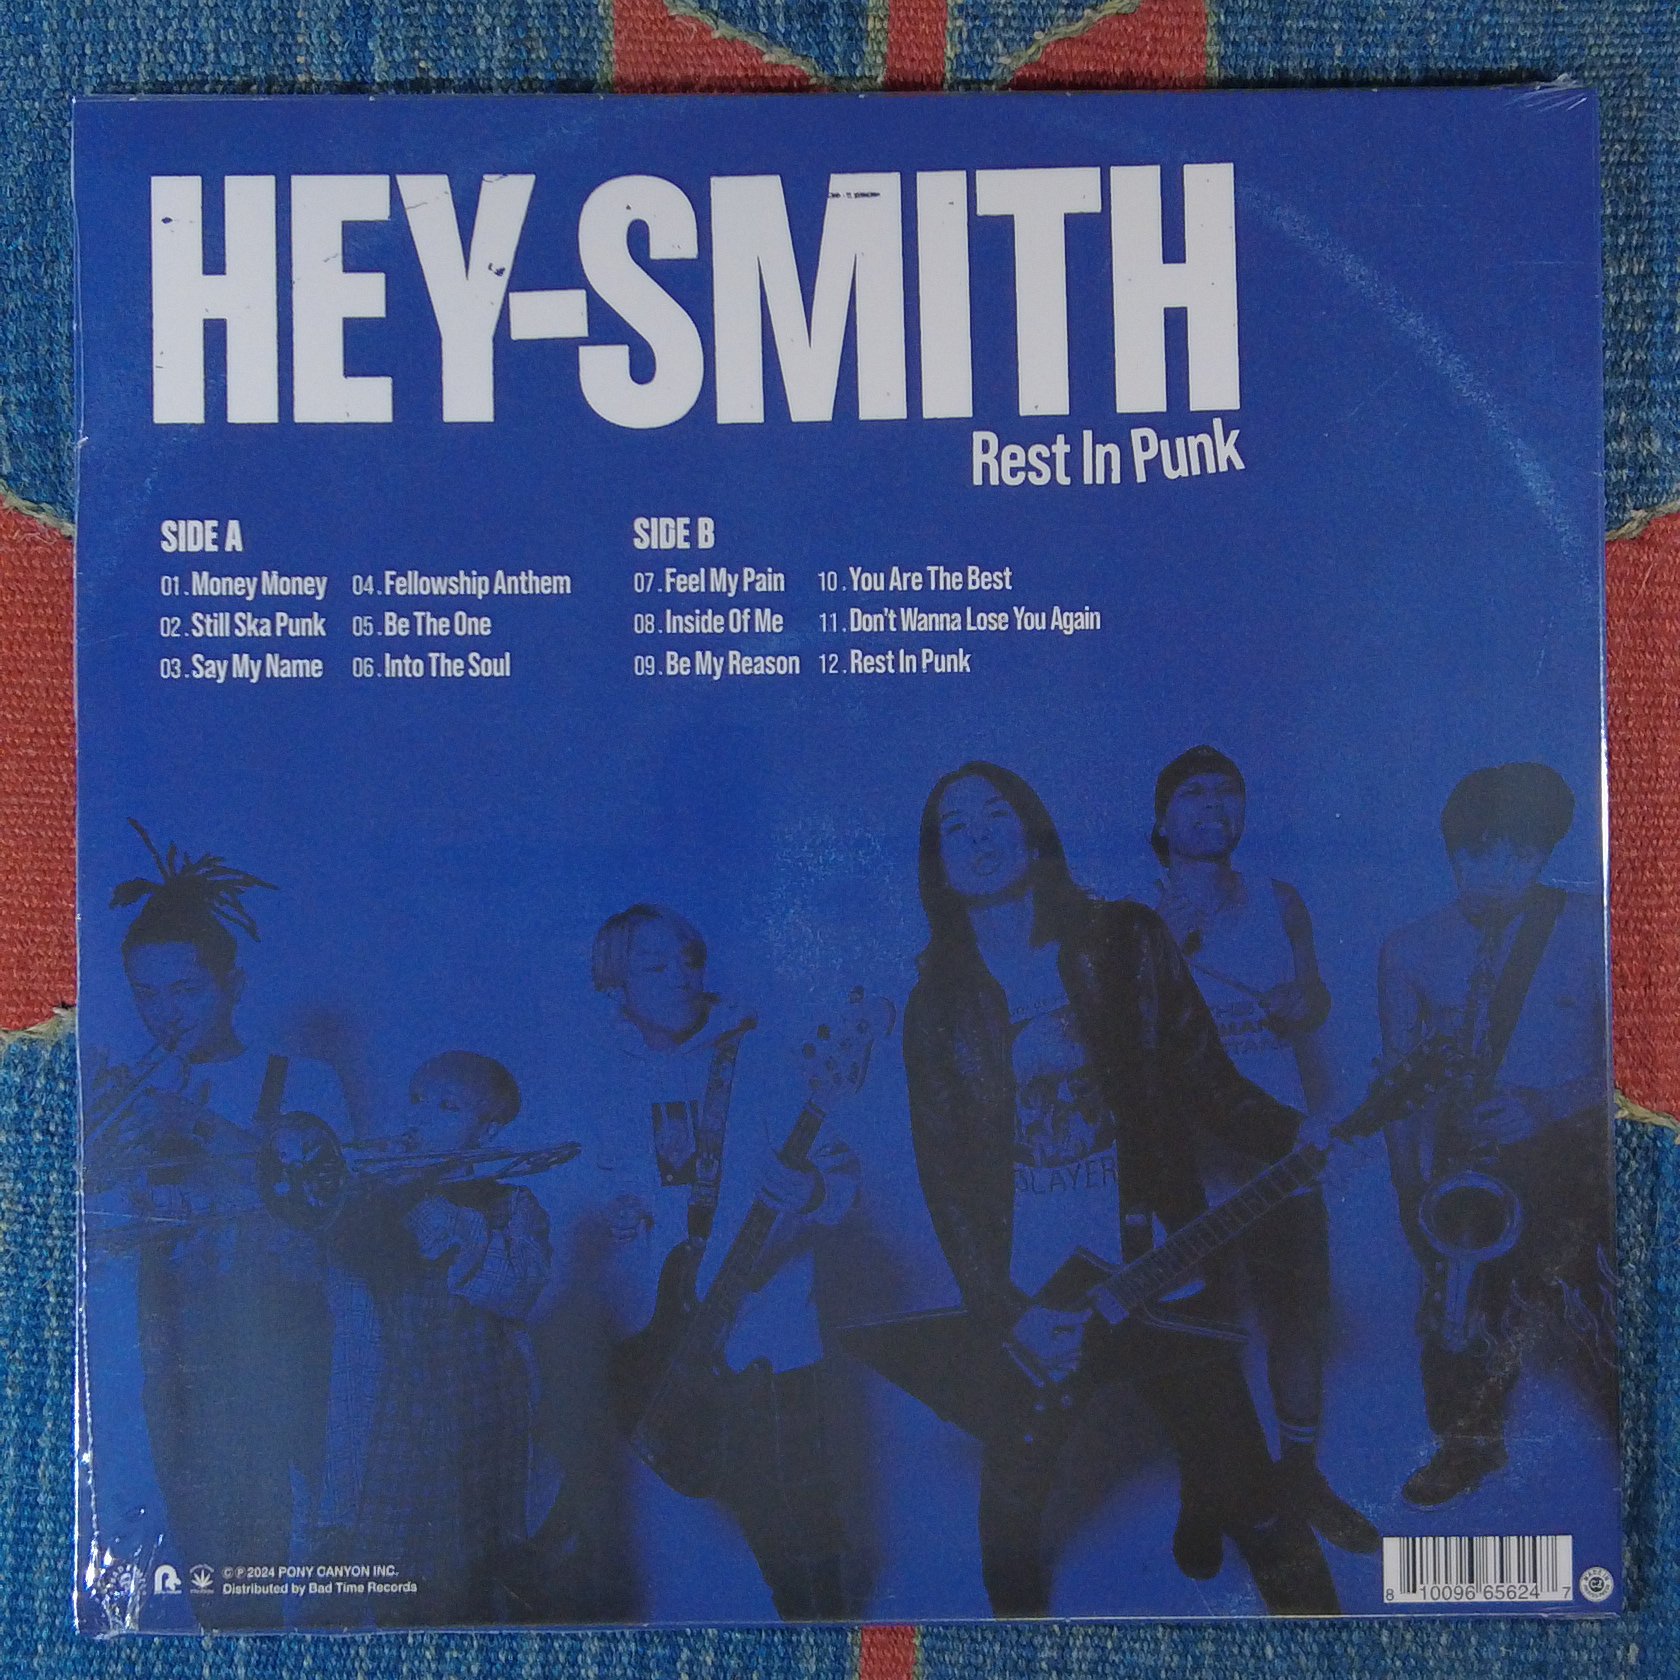 HEY-SMITH
Rest In Punk
SIDE A
01. Money Money
02. Still Ska Punk
03. Say My Name
04. Fellowship Anthem
05. Be The One
06. Into The Soul
SIDE B
07. Feel My Pain
08. Inside Of Me
09. Be My Reason
10. You Are The Best
11. Don't Wanna Lose You Again
12. Rest In Punk
SLAYER
©℗2024 PONY CANYON INC.
Distributed by Bad Time Records
8 10096 65624 7